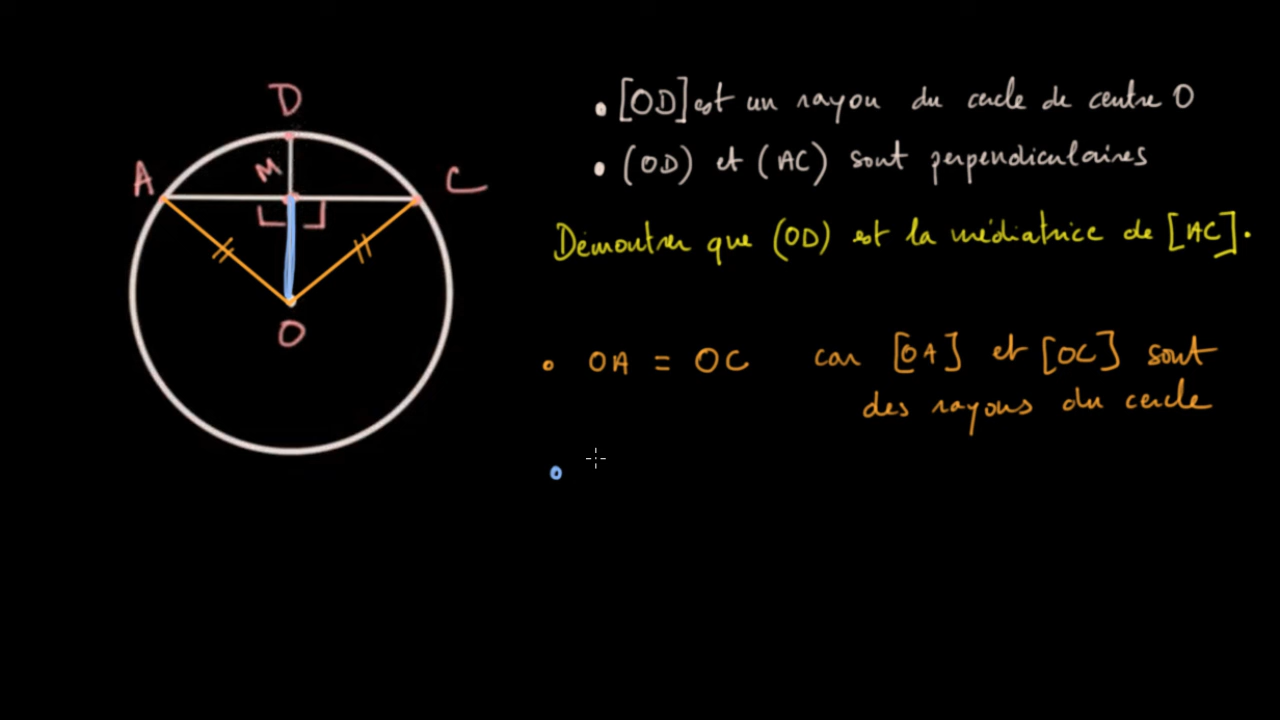 D
A
M
C
O
• [OD] est un rayon du cercle de centre O
• (OD) et (AC) sont perpendiculaires
Démontrer que (OD) est la médiatrice de [AC].
• OA = OC car [OA] et [OC] sont
des rayons du cercle
•